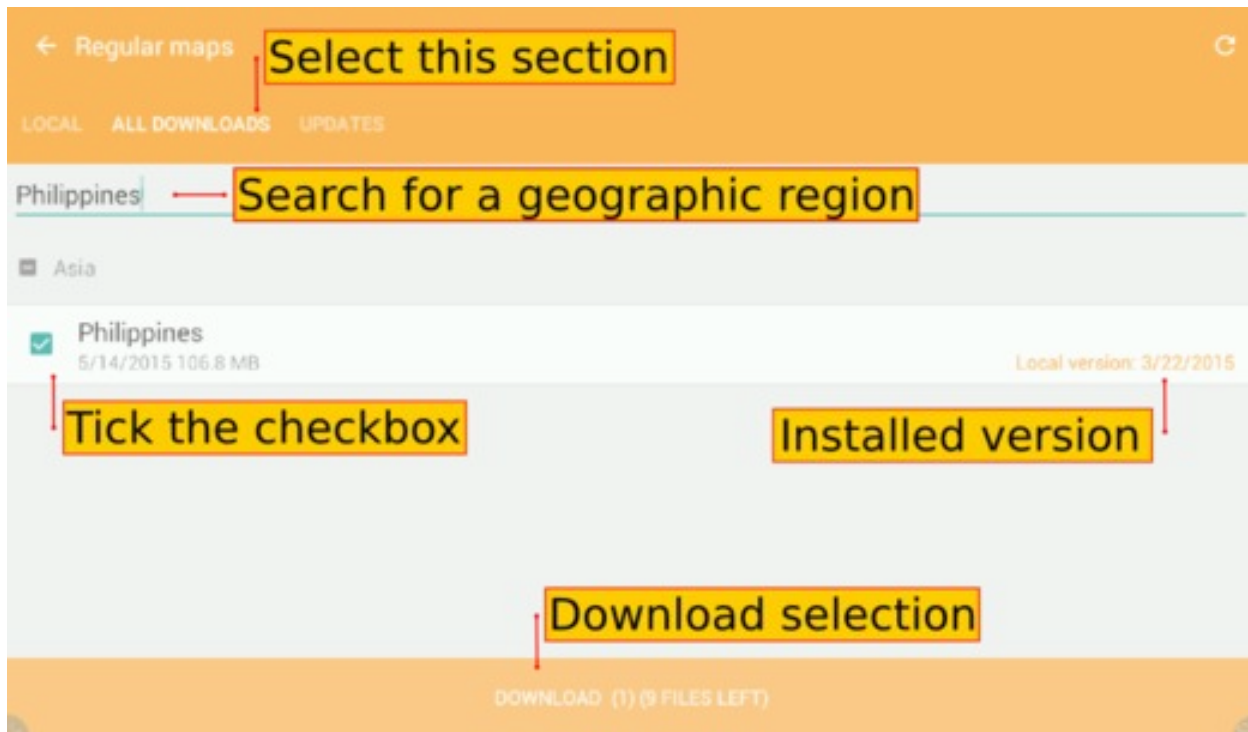 Regular maps
Select this section
LOCAL ALL DOWNLOADS UPDATES
Philippines
Search for a geographic region
Asia
Philippines
5/14/2015 106.8 MB
Local version: 3/22/2015
Tick the checkbox
Installed version
Download selection
DOWNLOAD (1) (9 FILES LEFT)